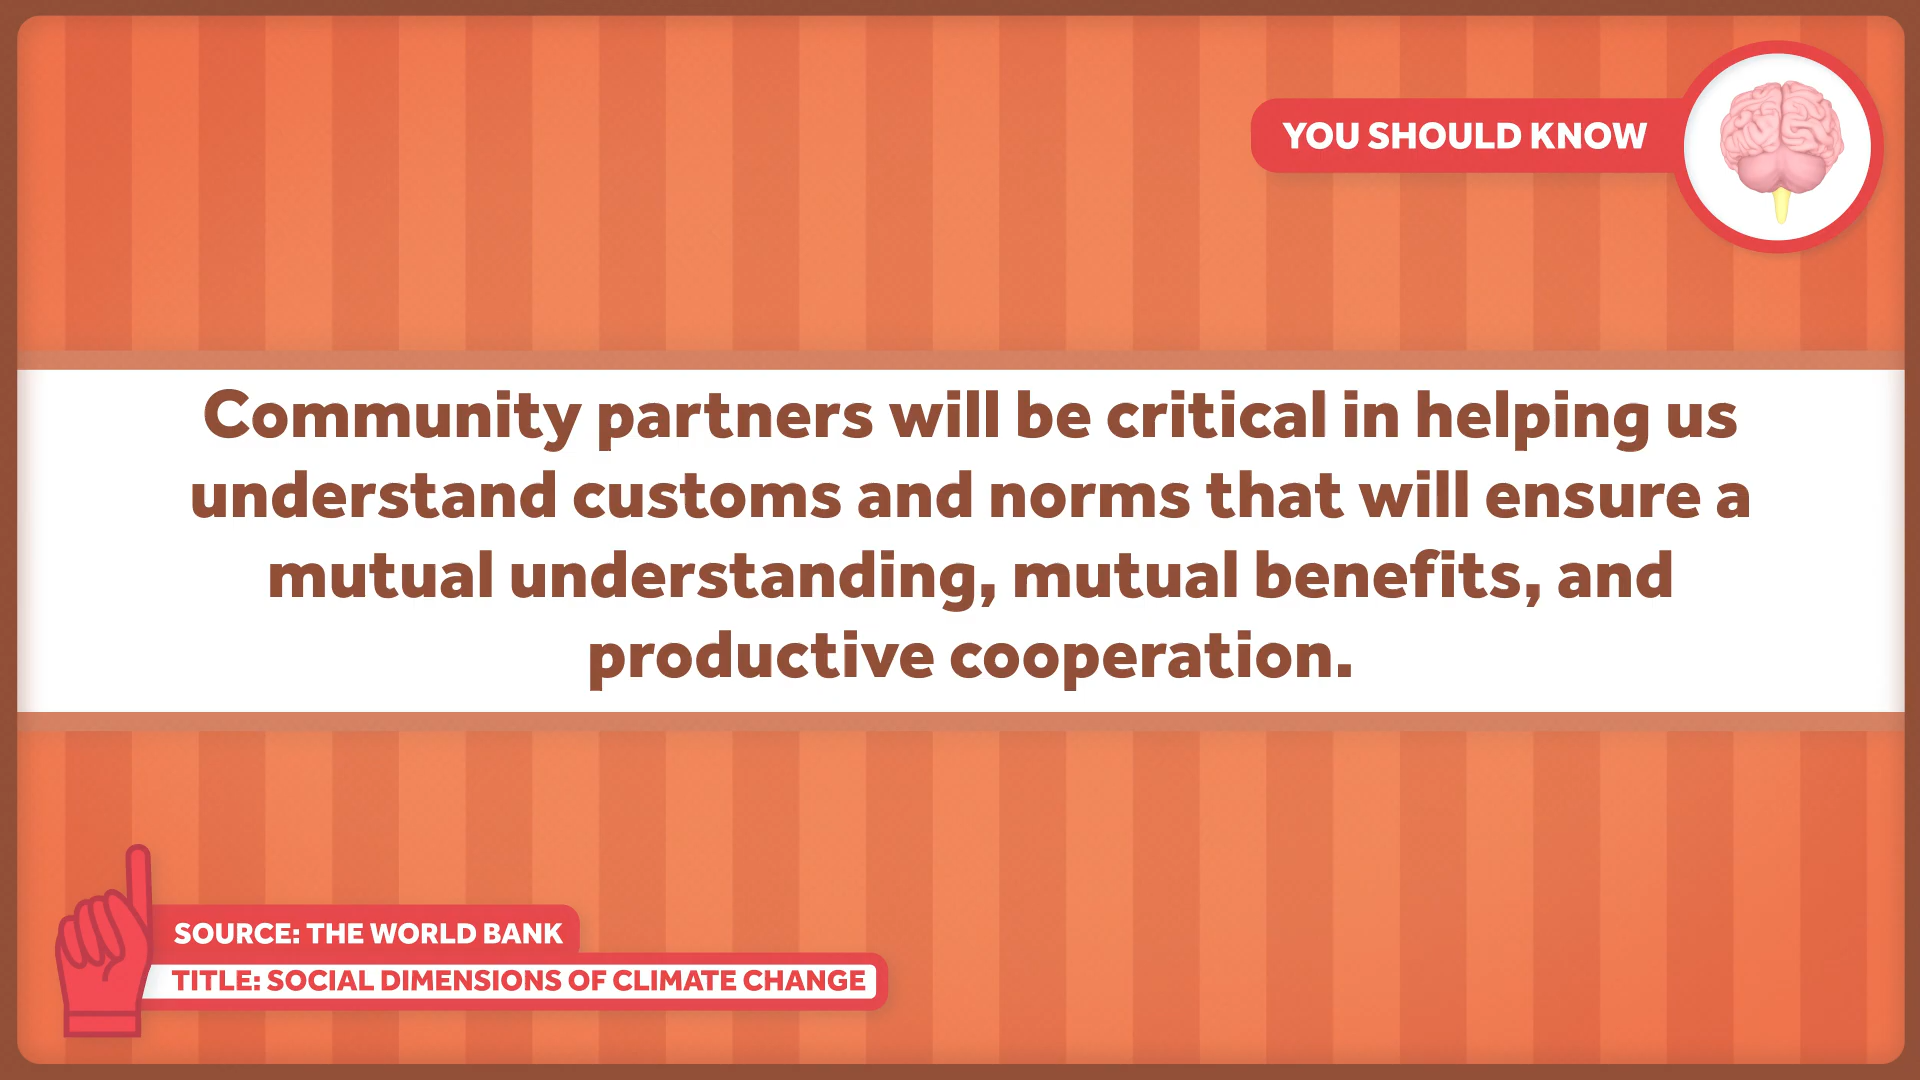 YOU SHOULD KNOW
Community partners will be critical in helping us
understand customs and norms that will ensure a
mutual understanding, mutual benefits, and
productive cooperation.
SOURCE: THE WORLD BANK
TITLE: SOCIAL DIMENSIONS OF CLIMATE CHANGE